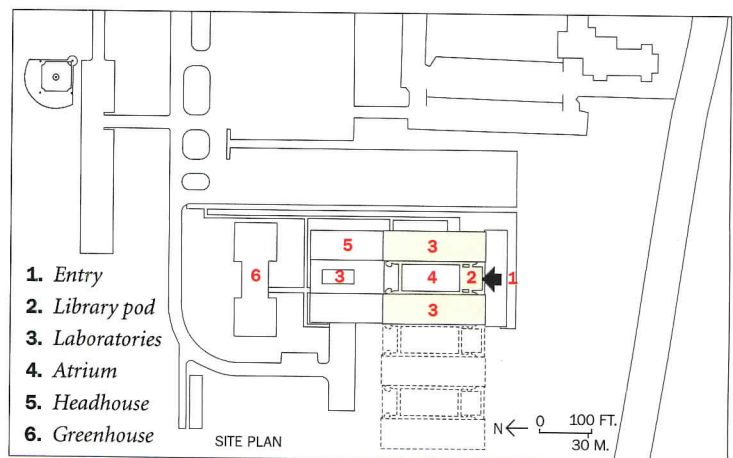 5 3
6 3 4 2 1
3
1. Entry
2. Library pod
3. Laboratories
4. Atrium
5. Headhouse
6. Greenhouse
SITE PLAN
N 0 100 FT.
30 M.